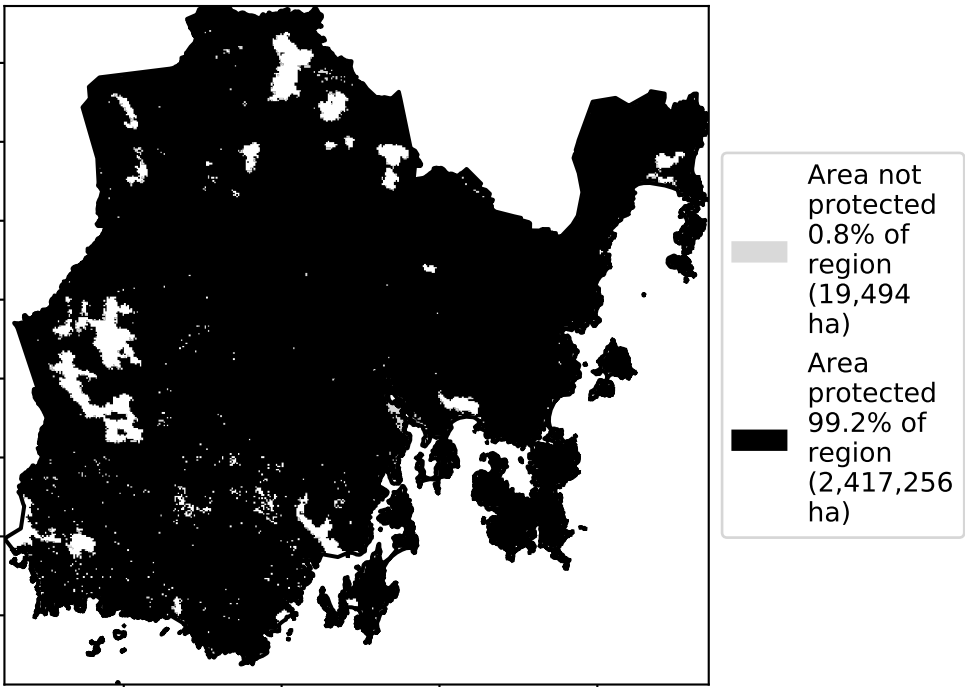 Area not
protected
0.8% of
region
(19,494
ha)
Area
protected
99.2% of
region
(2,417,256
ha)